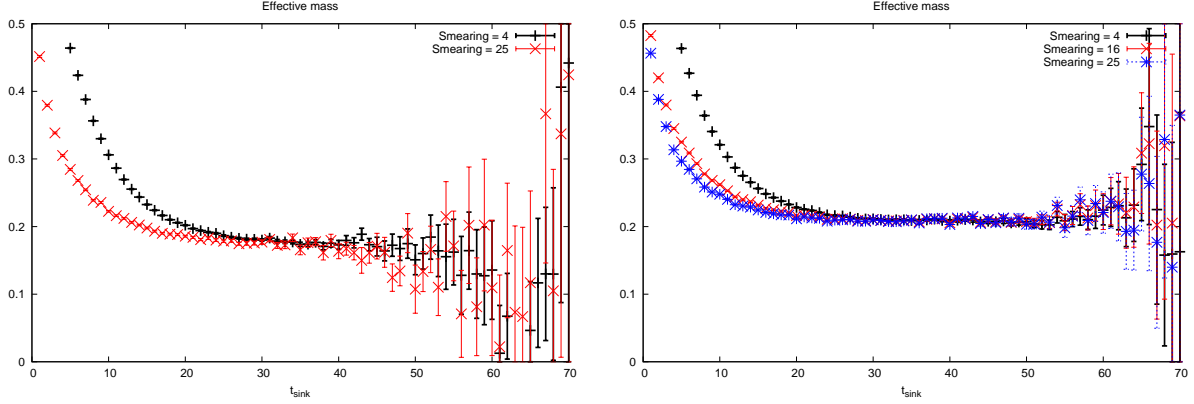 Effective mass
0.5
0.4
0.3
0.2
0.1
0
0 10 20 30 40 50 60 70
t_sink
Smearing = 4
Smearing = 25
Effective mass
0.5
0.4
0.3
0.2
0.1
0
0 10 20 30 40 50 60 70
t_sink
Smearing = 4
Smearing = 16
Smearing = 25